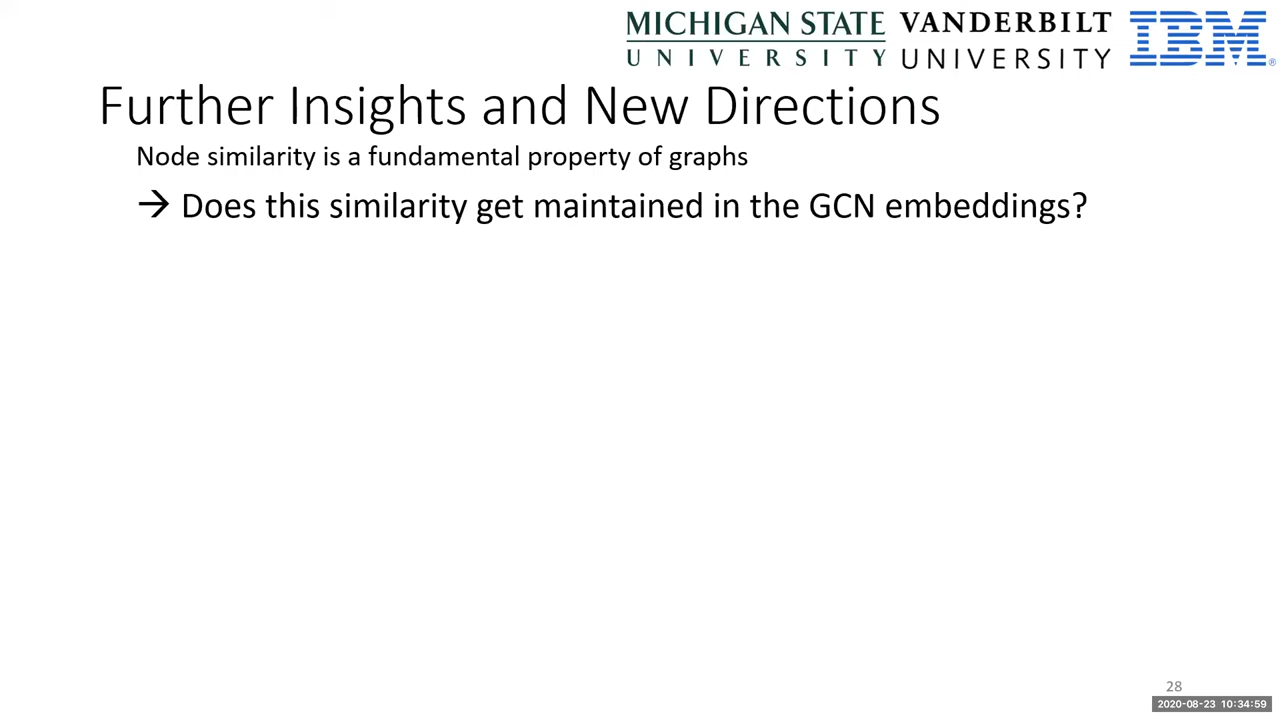 MICHIGAN STATE
UNIVERSITY
VANDERBILT
UNIVERSITY
IBM®
Further Insights and New Directions
Node similarity is a fundamental property of graphs
→ Does this similarity get maintained in the GCN embeddings?
28
2020-08-23 10:34:59